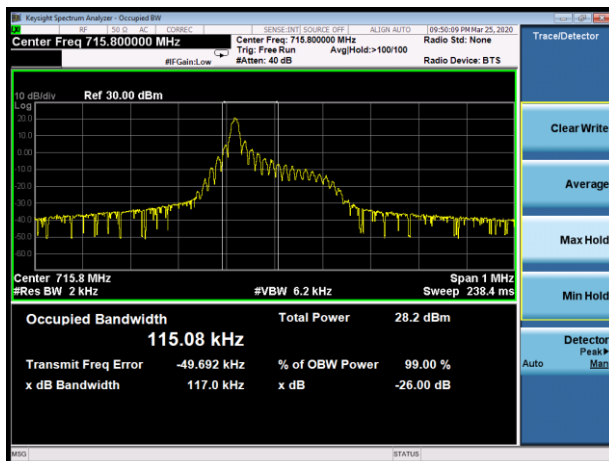 Keysight Spectrum Analyzer - Occupied BW
RF 50 Ω AC CORREC SENSE:INT SOURCE OFF ALIGN AUTO 09:50:09 PM Mar 25, 2020
Center Freq 715.800000 MHz Center Freq: 715.800000 MHz Radio Std: None Trace/Detector
Trig: Free Run Avg|Hold:>100/100
#IFGain:Low #Atten: 40 dB Radio Device: BTS
10 dB/div Ref 30.00 dBm
Log
20.0
10.0
0.00
-10.0
-20.0
-30.0
-40.0
-50.0
-60.0
Center 715.8 MHz Span 1 MHz
#Res BW 2 kHz #VBW 6.2 kHz Sweep 238.4 ms
Occupied Bandwidth Total Power 28.2 dBm
115.08 kHz
Transmit Freq Error -49.692 kHz % of OBW Power 99.00 %
x dB Bandwidth 117.0 kHz x dB -26.00 dB
Clear Write
Average
Max Hold
Min Hold
Detector
Peak▶
Auto Man
MSG STATUS